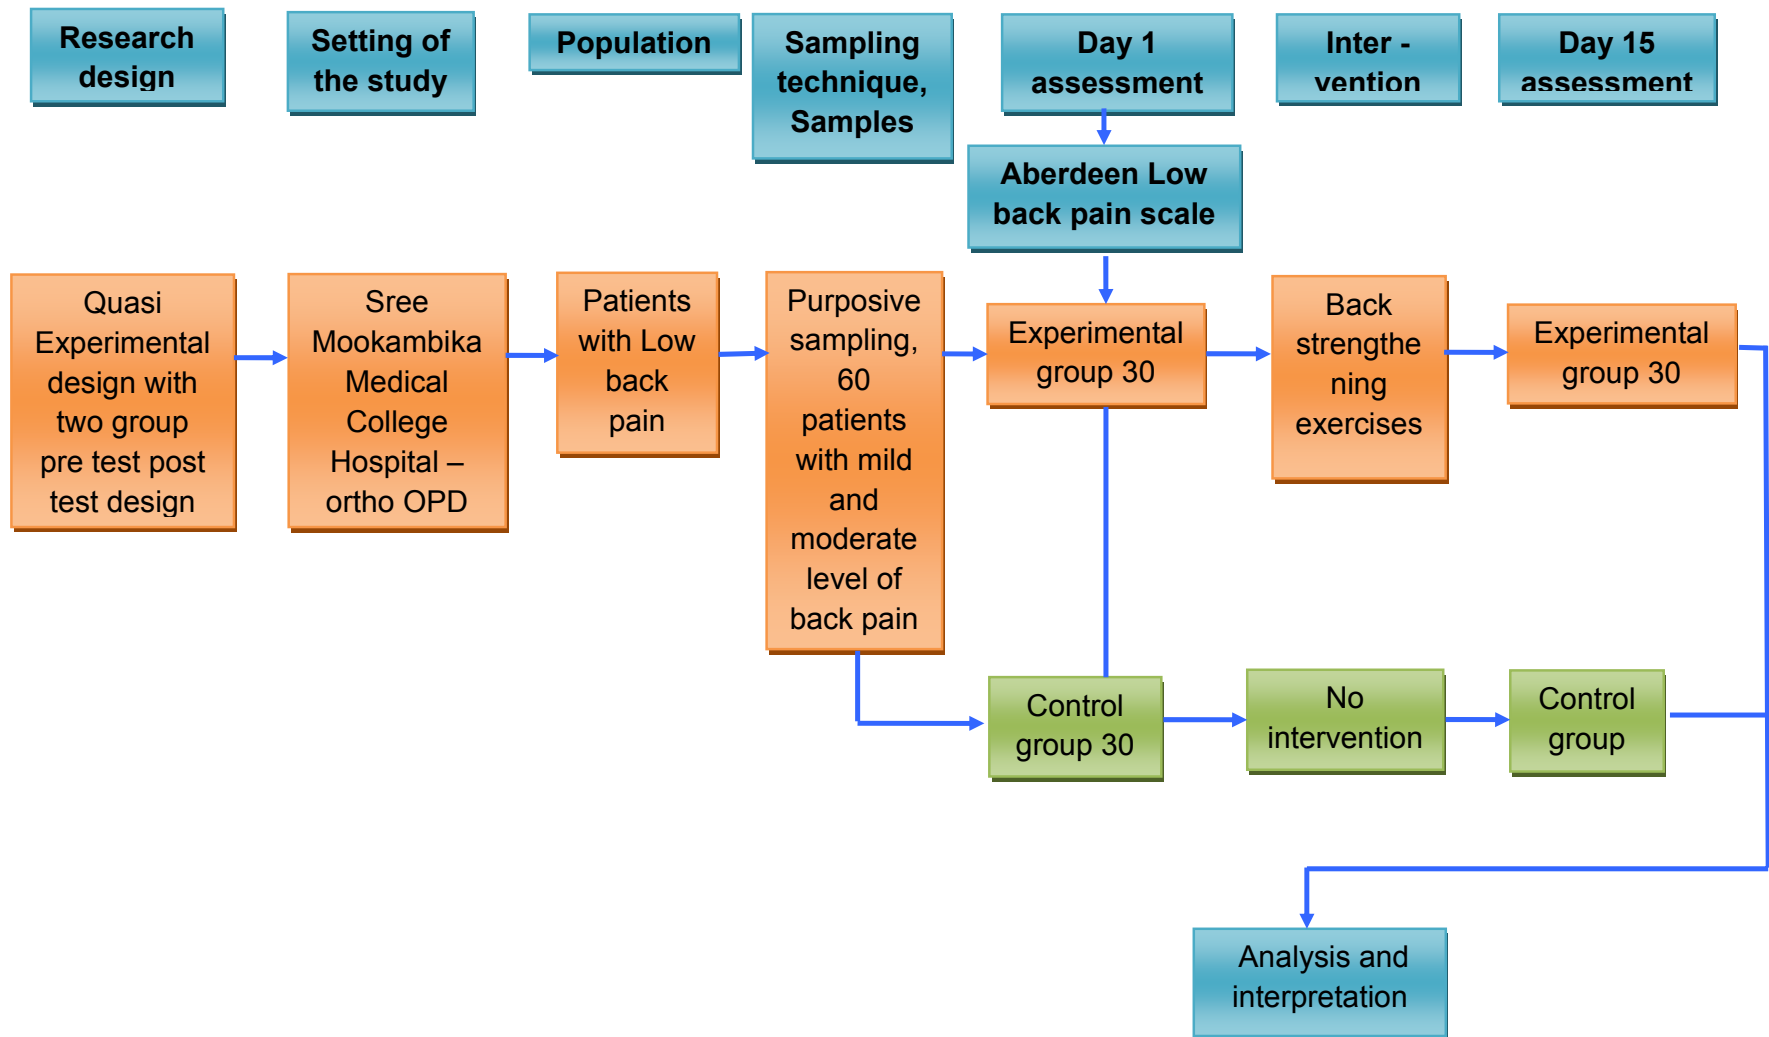 Research
design
Setting of
the study
Population
Sampling
technique,
Samples
Day 1
assessment
Inter -
vention
Day 15
assessment
Aberdeen Low
back pain scale
Quasi
Experimental
design with
two group
pre test post
test design
Sree
Mookambika
Medical
College
Hospital –
ortho OPD
Patients
with Low
back
pain
Purposive
sampling,
60
patients
with mild
and
moderate
level of
back pain
Experimental
group 30
Back
strengthe
ning
exercises
Experimental
group 30
Control
group 30
No
intervention
Control
group
Analysis and
interpretation